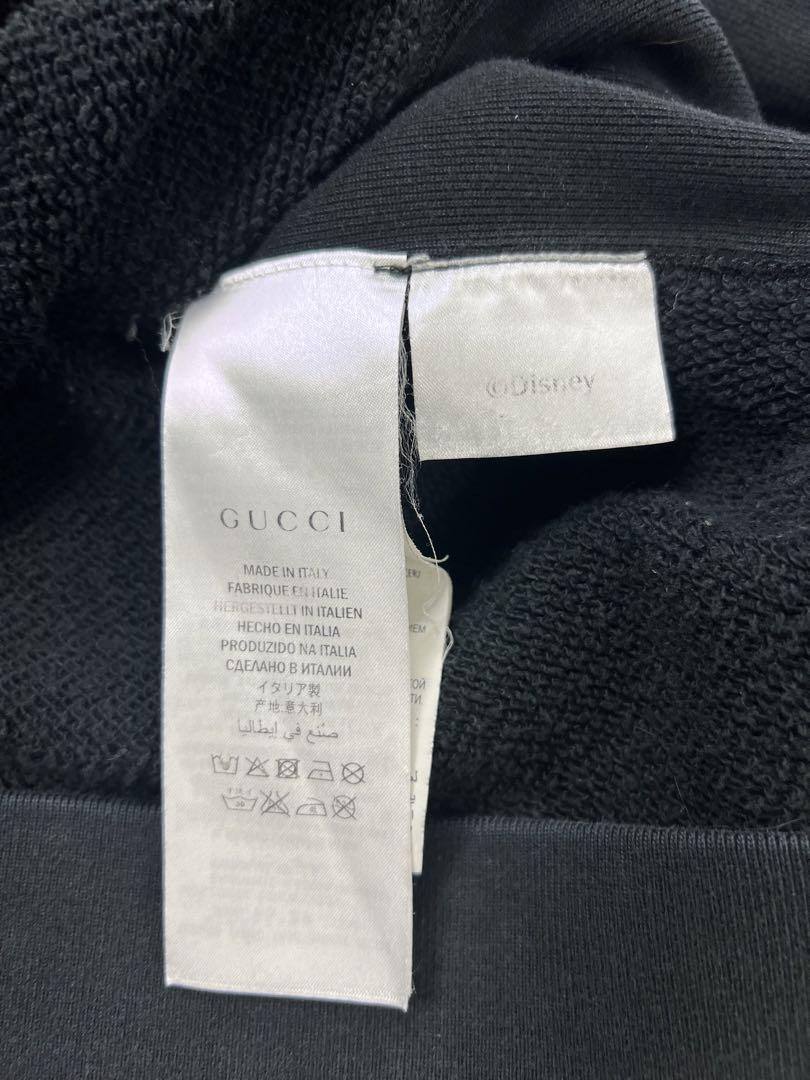 ©Disney
GUCCI
MADE IN ITALY
FABRIQUE EN ITALIE
HERGESTELLT IN ITALIEN
HECHO EN ITALIA
PRODUZIDO NA ITALIA
СДЕЛАНО В ИТАЛИИ
イタリア製
产地:意大利
صنع في إيطاليا